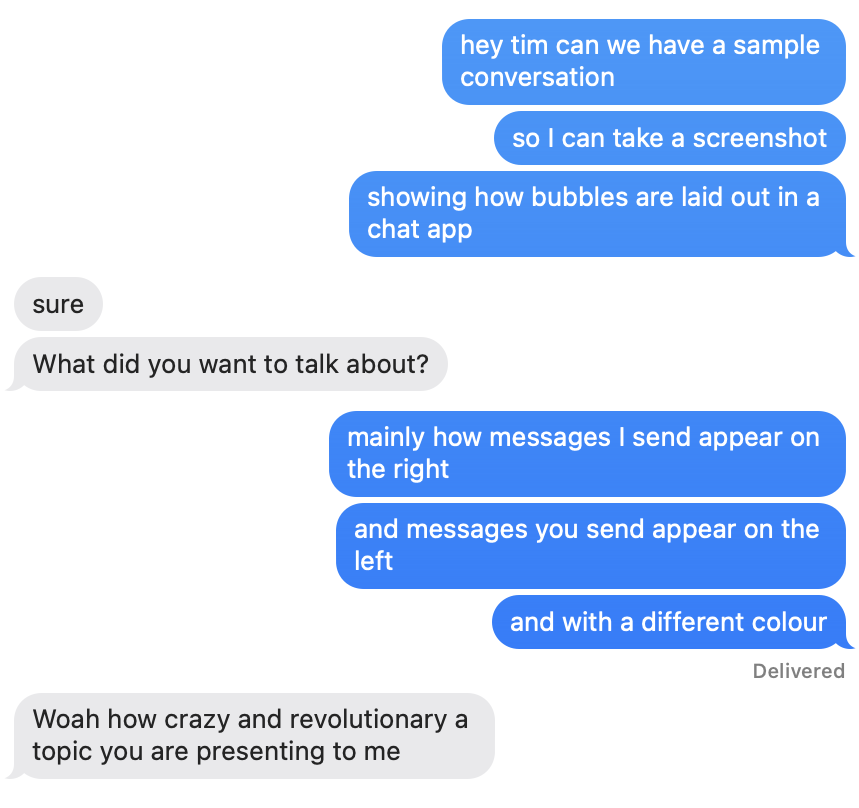 hey tim can we have a sample
conversation
so I can take a screenshot
showing how bubbles are laid out in a
chat app
sure
What did you want to talk about?
mainly how messages I send appear on
the right
and messages you send appear on the
left
and with a different colour
Delivered
Woah how crazy and revolutionary a
topic you are presenting to me